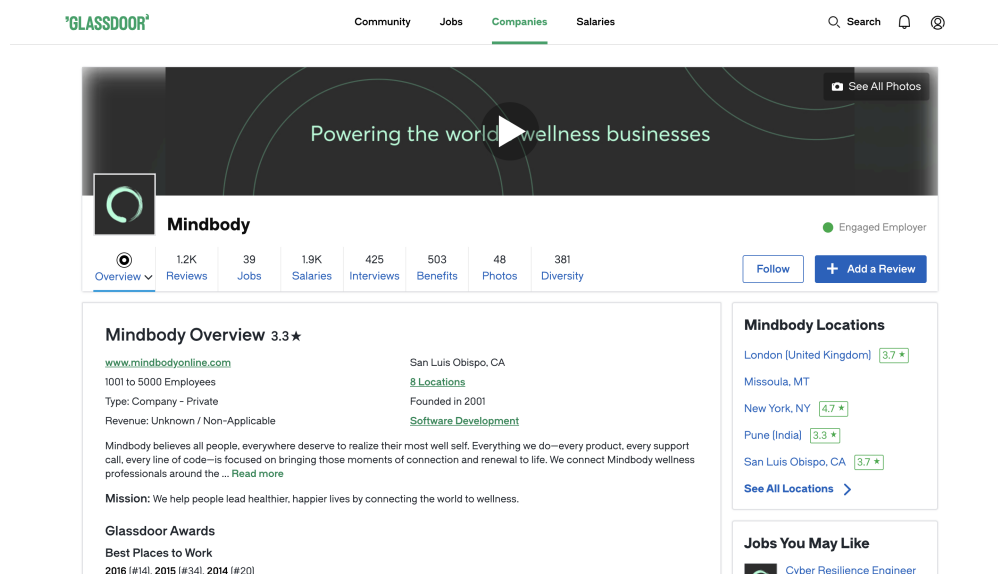 GLASSDOOR
Community
Jobs
Companies
Salaries
Search
See All Photos
Powering the world wellness businesses
Mindbody
Engaged Employer
Overview
1.2K
Reviews
39
Jobs
1.9K
Salaries
425
Interviews
503
Benefits
48
Photos
381
Diversity
Follow
+ Add a Review
Mindbody Overview 3.3★
www.mindbodyonline.com
San Luis Obispo, CA
1001 to 5000 Employees
8 Locations
Type: Company - Private
Founded in 2001
Revenue: Unknown / Non-Applicable
Software Development
Mindbody believes all people, everywhere deserve to realize their most well self. Everything we do—every product, every support
call, every line of code—is focused on bringing those moments of connection and renewal to life. We connect Mindbody wellness
professionals around the ... Read more
Mission: We help people lead healthier, happier lives by connecting the world to wellness.
Glassdoor Awards
Best Places to Work
2016 (#14), 2015 (#34), 2014 (#20)
Mindbody Locations
London (United Kingdom) 3.7 ★
Missoula, MT
New York, NY 4.7 ★
Pune (India) 3.3 ★
San Luis Obispo, CA 3.7 ★
See All Locations
Jobs You May Like
Cyber Resilience Engineer